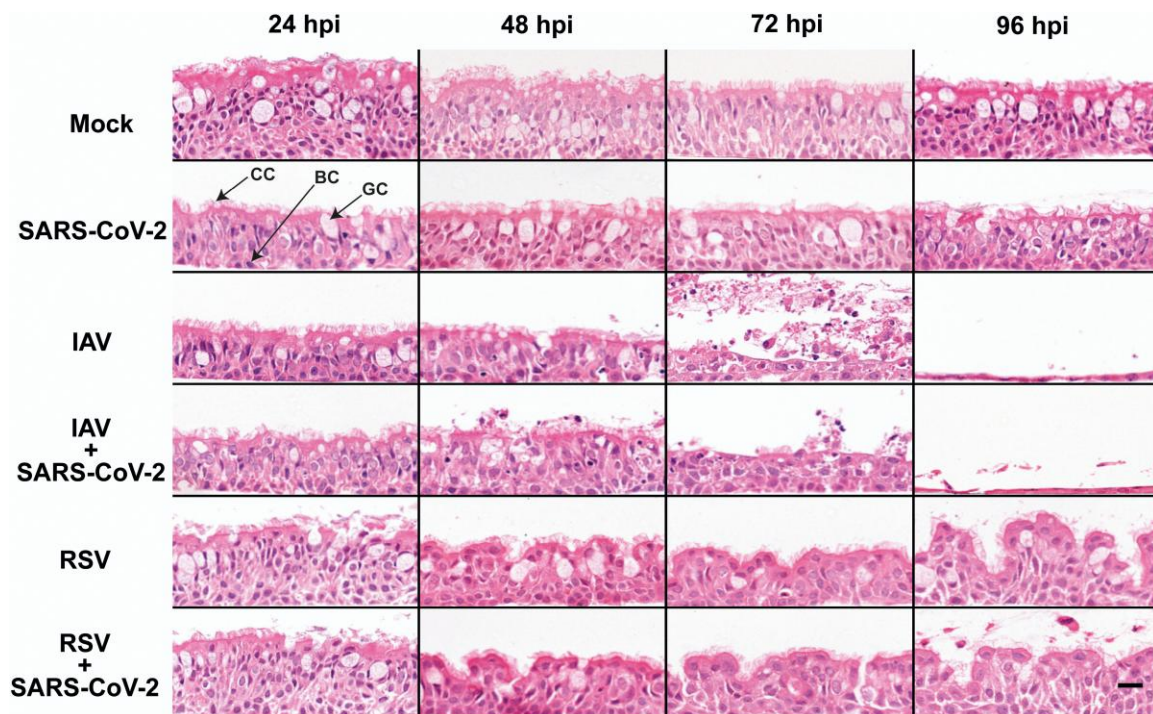 24 hpi 48 hpi 72 hpi 96 hpi
Mock
CC BC GC
SARS-CoV-2
IAV
IAV
+
SARS-CoV-2
RSV
RSV
+
SARS-CoV-2